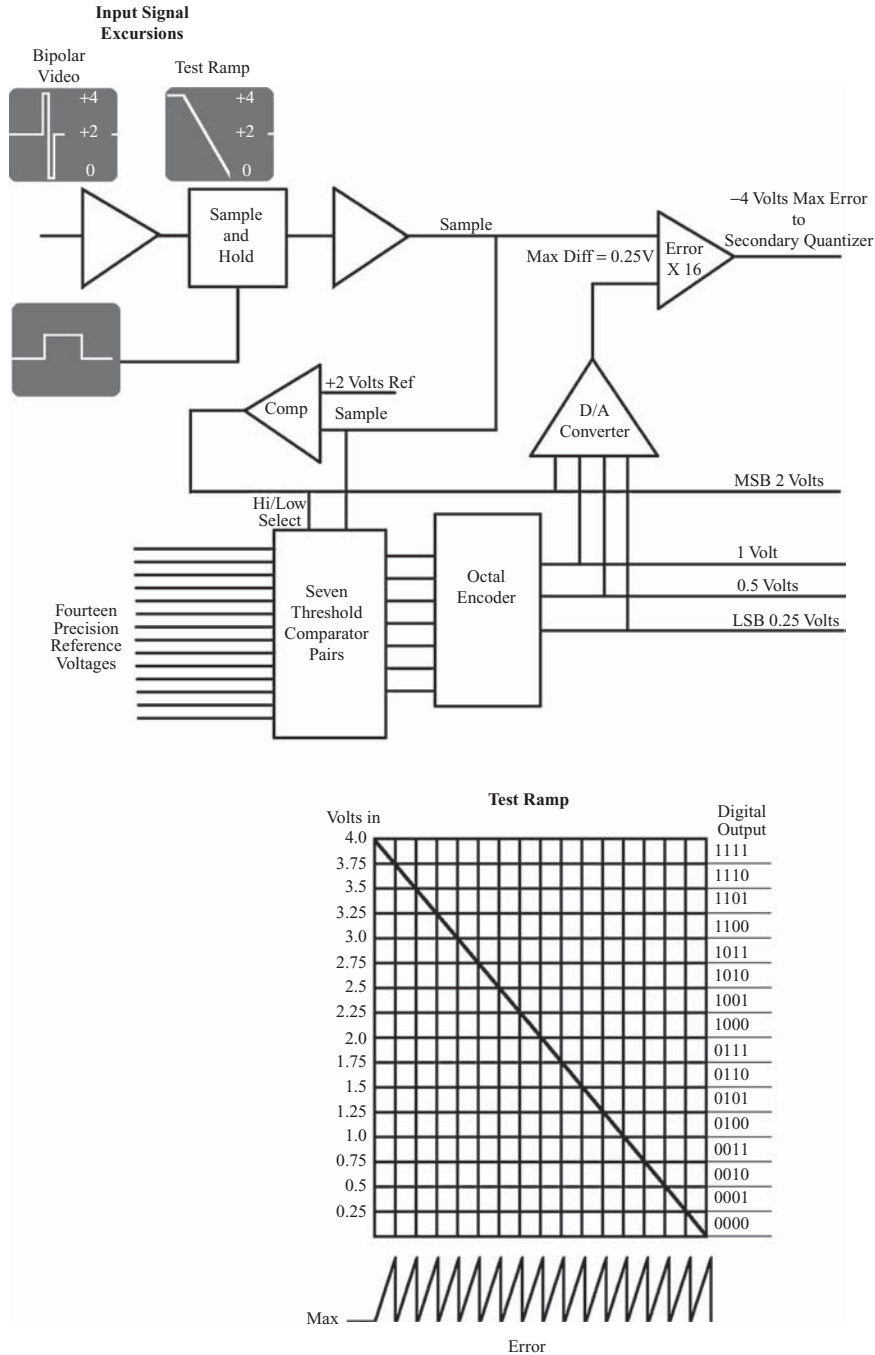 Input Signal
Excursions
Bipolar
Video
Test Ramp
+4
+2
0
+4
+2
0
Sample
and
Hold
Sample
−4 Volts Max Error
to
Secondary Quantizer
Max Diff = 0.25V
Error
X 16
+2 Volts Ref
Comp
Sample
D/A
Converter
MSB 2 Volts
Hi/Low
Select
1 Volt
Seven
Threshold
Comparator
Pairs
Octal
Encoder
0.5 Volts
Fourteen
Precision
Reference
Voltages
LSB 0.25 Volts
Test Ramp
Volts in
Digital
Output
4.0
1111
3.75
1110
3.5
1101
3.25
1100
3.0
1011
2.75
1010
2.5
1001
2.25
1000
2.0
0111
1.75
0110
1.5
0101
1.25
0100
1.0
0011
0.75
0010
0.5
0001
0.25
0000
Max
Error